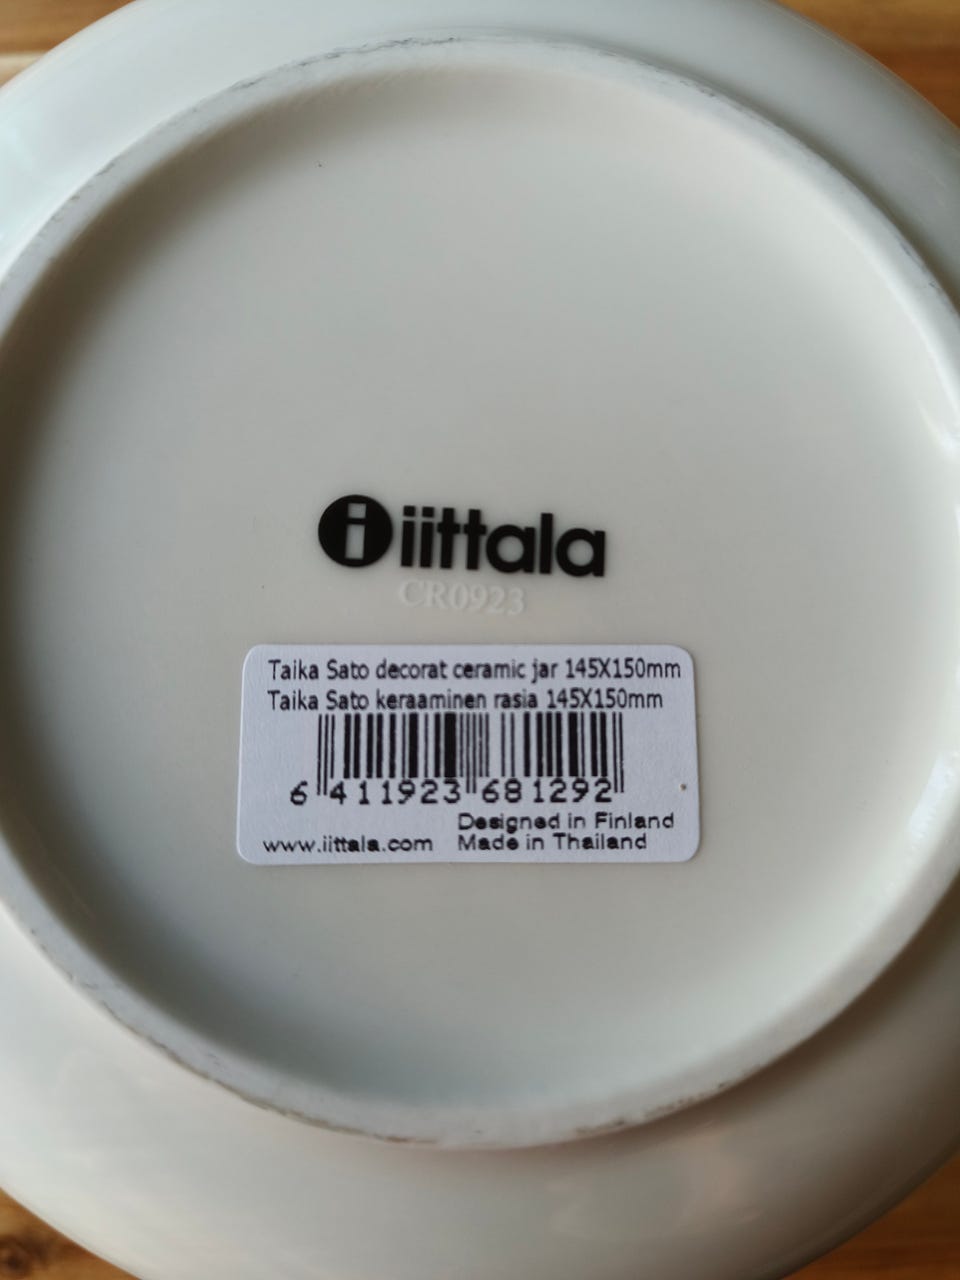 i iittala
CR0923
Taika Sato decorat ceramic jar 145X150mm
Taika Sato keraaminen rasia 145X150mm
6 411923 681292
Designed in Finland
www.iittala.com Made in Thailand